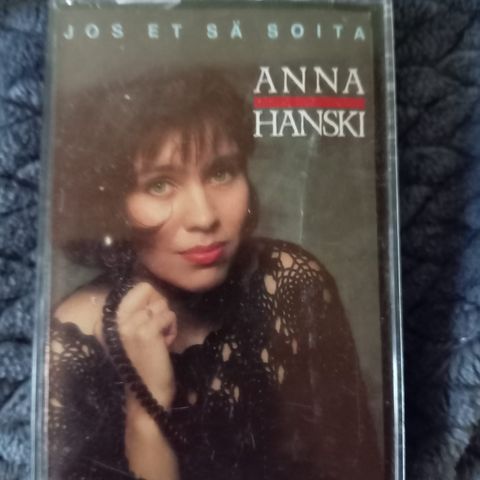 JOS ET SÄ SOITA
ANNA
HANSKI